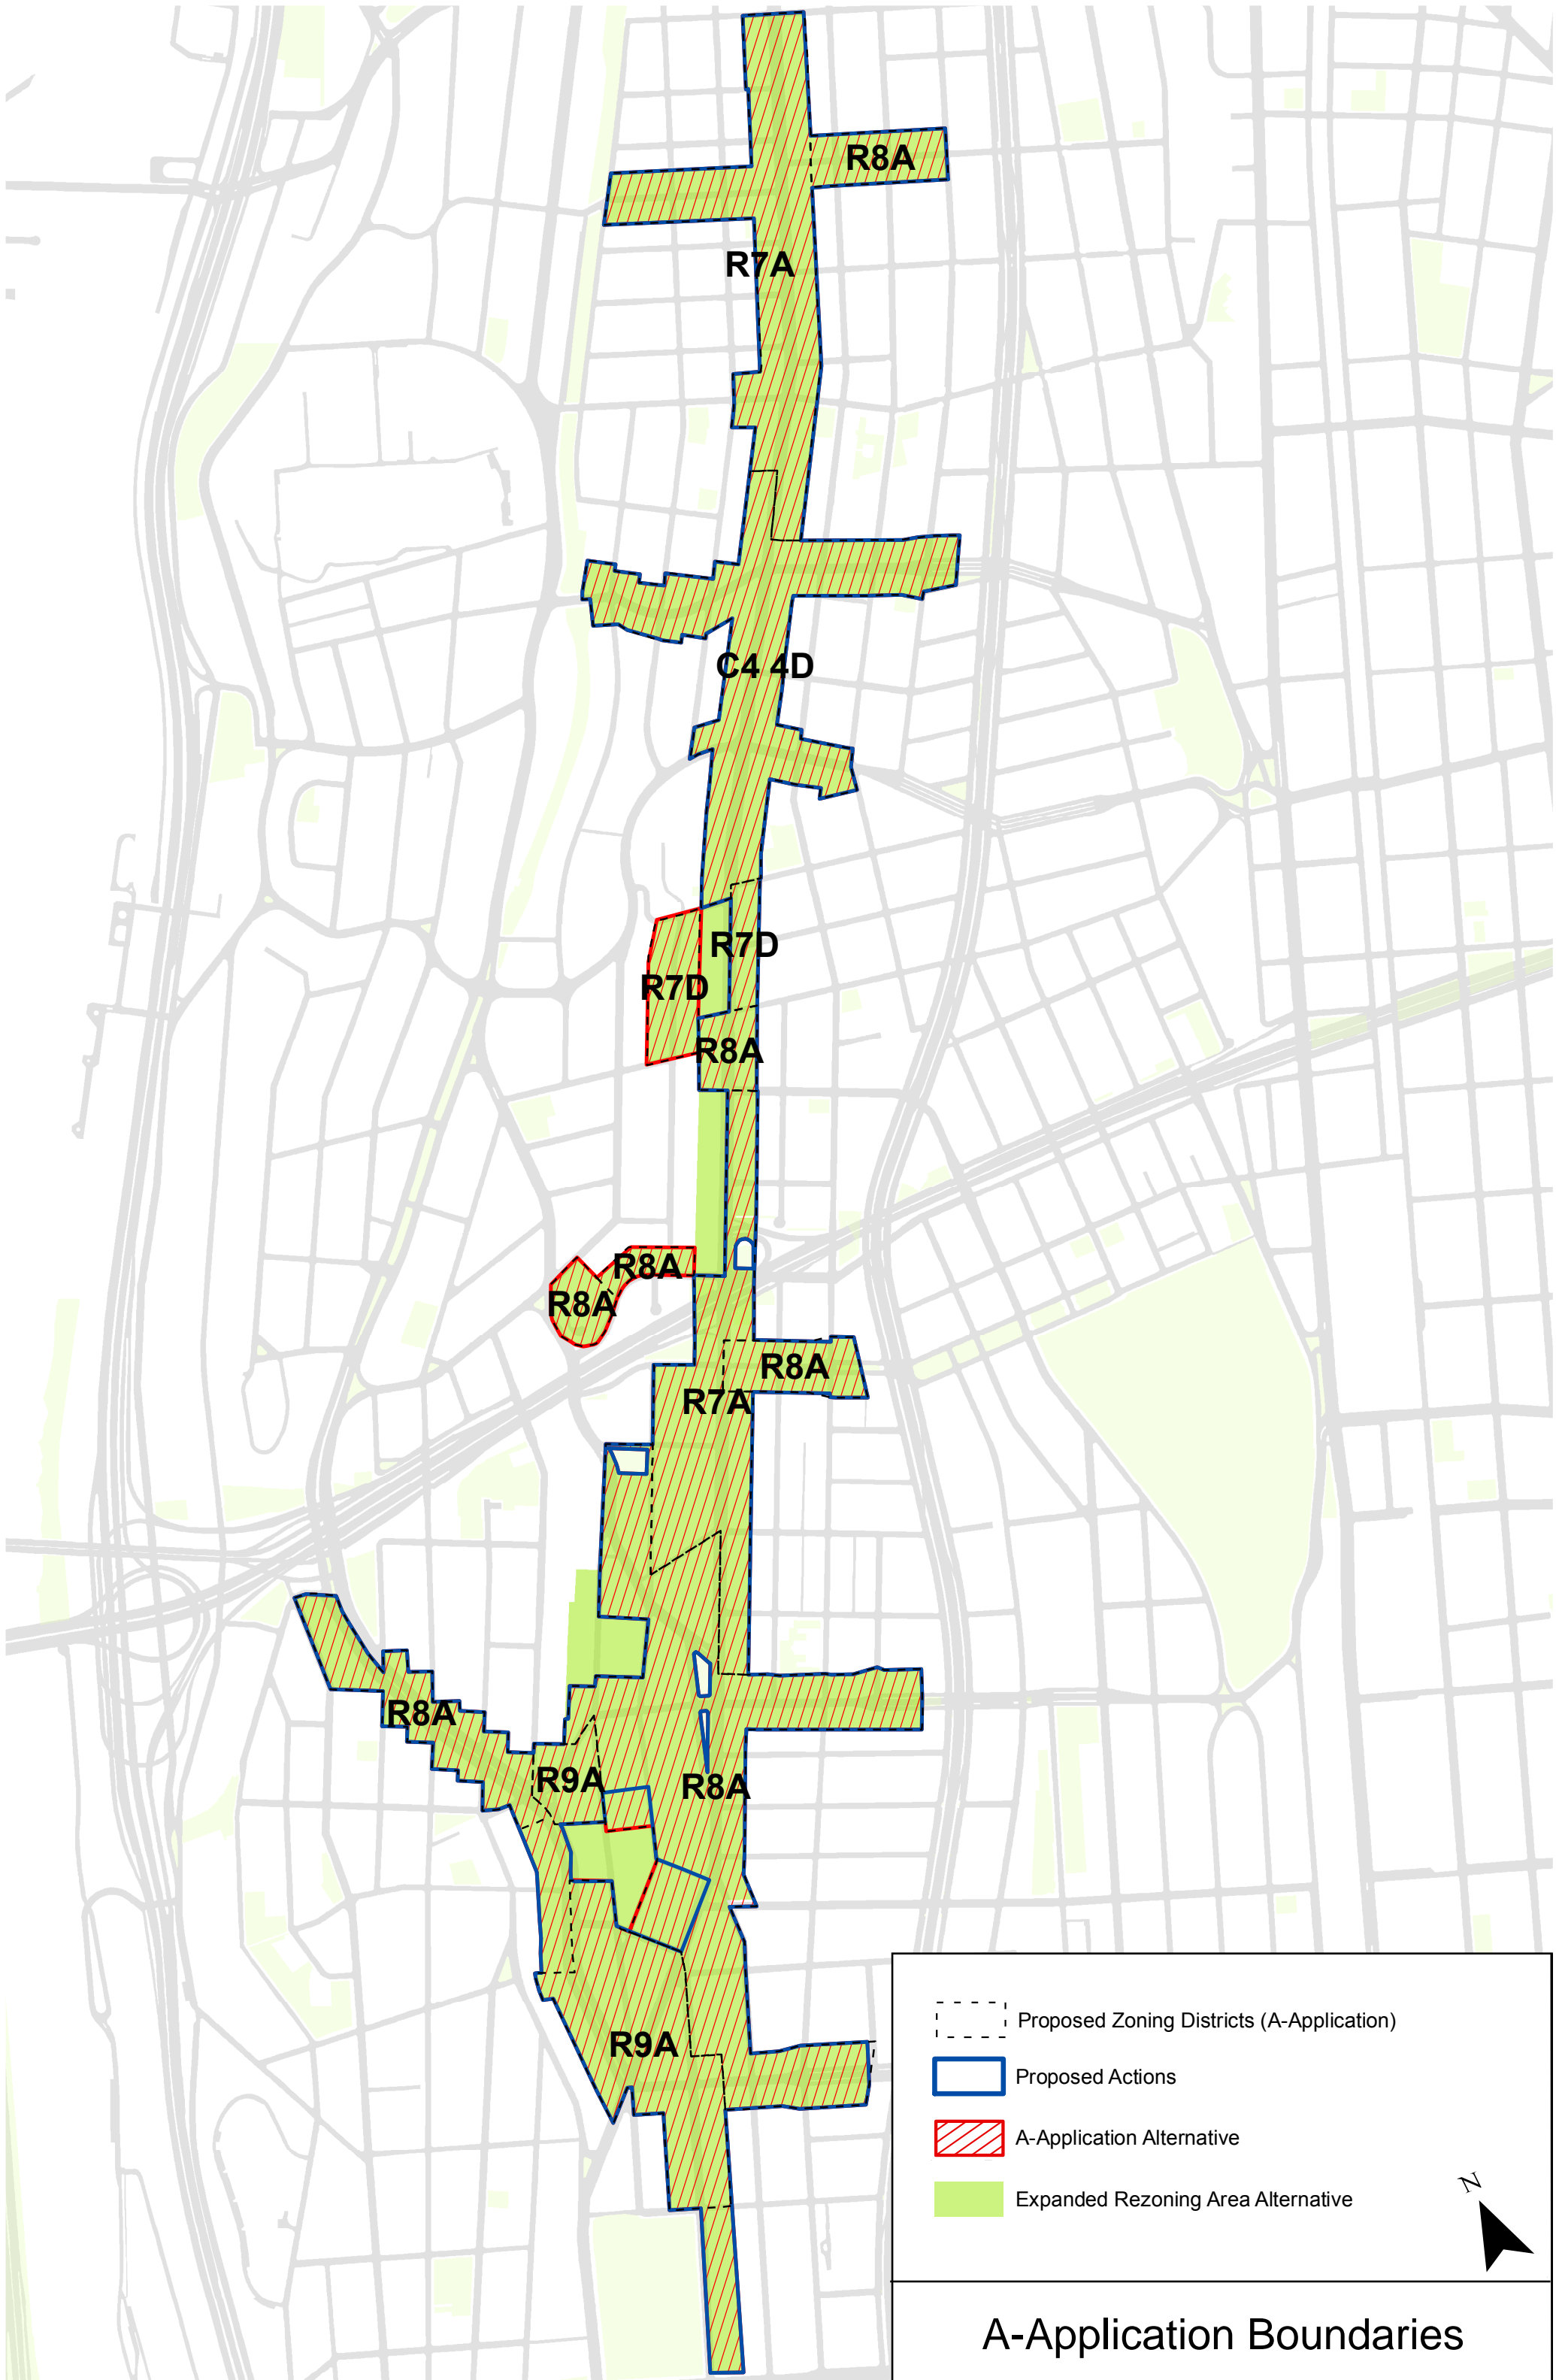 R8A
R7A
C4 4D
R7D
R7D
R8A
R8A
R8A
R8A
R7A
R8A
R9A
R8A
R9A
Proposed Zoning Districts (A-Application)
Proposed Actions
A-Application Alternative
Expanded Rezoning Area Alternative
N
A-Application Boundaries